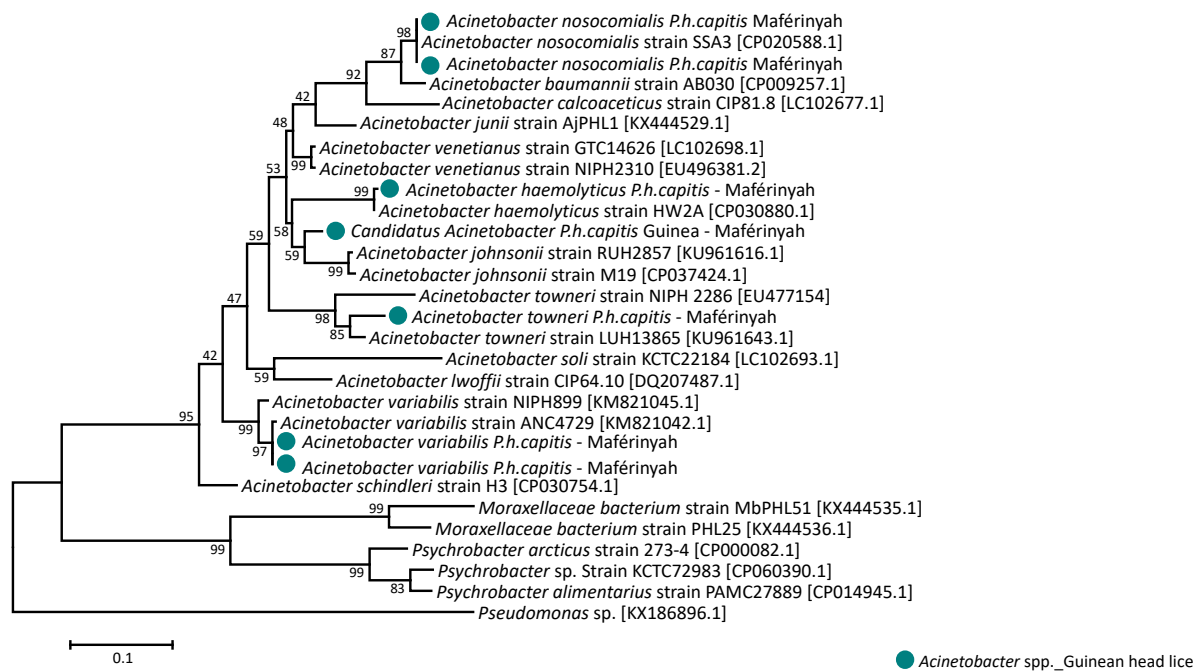 Acinetobacter nosocomialis P.h.capitis Maférinyah
98
Acinetobacter nosocomialis strain SSA3 [CP020588.1]
87
Acinetobacter nosocomialis P.h.capitis Maférinyah
92
Acinetobacter baumannii strain AB030 [CP009257.1]
42
Acinetobacter calcoaceticus strain CIP81.8 [LC102677.1]
48
Acinetobacter junii strain AjPHL1 [KX444529.1]
Acinetobacter venetianus strain GTC14626 [LC102698.1]
99
Acinetobacter venetianus strain NIPH2310 [EU496381.2]
53
99
Acinetobacter haemolyticus P.h.capitis - Maférinyah
Acinetobacter haemolyticus strain HW2A [CP030880.1]
58
Candidatus Acinetobacter P.h.capitis Guinea - Maférinyah
59
59
Acinetobacter johnsonii strain RUH2857 [KU961616.1]
99
Acinetobacter johnsonii strain M19 [CP037424.1]
Acinetobacter towneri strain NIPH 2286 [EU477154]
47
98
Acinetobacter towneri P.h.capitis - Maférinyah
85
Acinetobacter towneri strain LUH13865 [KU961643.1]
42
Acinetobacter soli strain KCTC22184 [LC102693.1]
59
Acinetobacter lwoffii strain CIP64.10 [DQ207487.1]
Acinetobacter variabilis strain NIPH899 [KM821045.1]
95
99
Acinetobacter variabilis strain ANC4729 [KM821042.1]
97
Acinetobacter variabilis P.h.capitis - Maférinyah
Acinetobacter variabilis P.h.capitis - Maférinyah
Acinetobacter schindleri strain H3 [CP030754.1]
99
Moraxellaceae bacterium strain MbPHL51 [KX444535.1]
Moraxellaceae bacterium strain PHL25 [KX444536.1]
99
Psychrobacter arcticus strain 273-4 [CP000082.1]
99
Psychrobacter sp. Strain KCTC72983 [CP060390.1]
83
Psychrobacter alimentarius strain PAMC27889 [CP014945.1]
Pseudomonas sp. [KX186896.1]
0.1
Acinetobacter spp._Guinean head lice